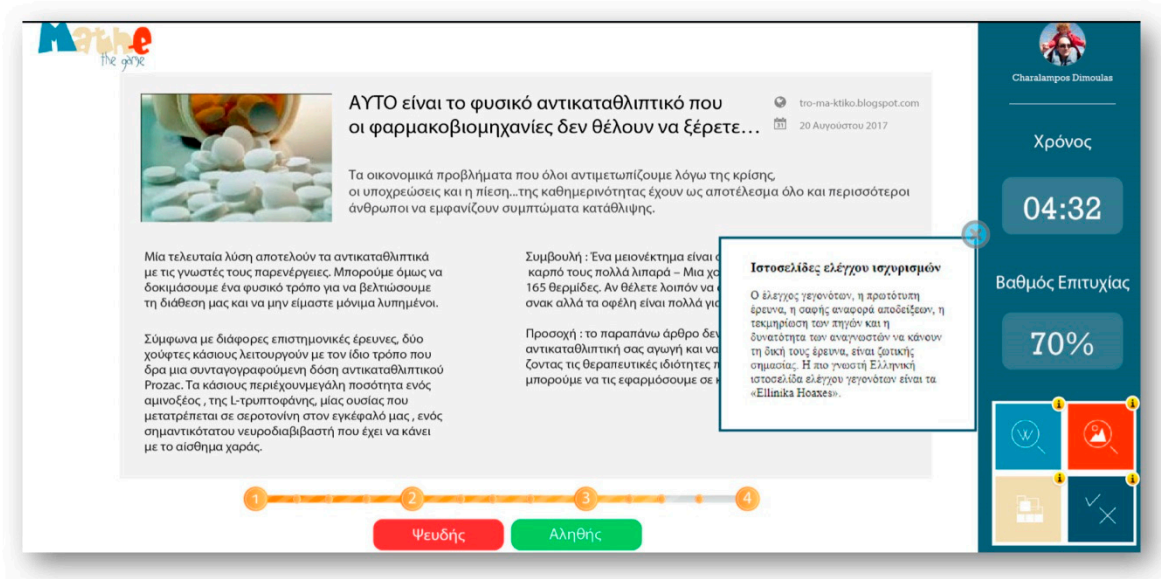 Mathe
the game
ΑΥΤΟ είναι το φυσικό αντικαταθλιπτικό που
οι φαρμακοβιομηχανίες δεν θέλουν να ξέρετε…
tro-ma-ktiko.blogspot.com
31
20 Αυγούστου 2017
Τα οικονομικά προβλήματα που όλοι αντιμετωπίζουμε λόγω της κρίσης,
οι υποχρεώσεις και η πίεση...της καθημερινότητας έχουν ως αποτέλεσμα όλο και περισσότεροι
άνθρωποι να εμφανίζουν συμπτώματα κατάθλιψης.
Μία τελευταία λύση αποτελούν τα αντικαταθλιπτικά
με τις γνωστές τους παρενέργειες. Μπορούμε όμως να
δοκιμάσουμε ένα φυσικό τρόπο για να βελτιώσουμε
τη διάθεση μας και να μην είμαστε μόνιμα λυπημένοι.
Σύμφωνα με διάφορες επιστημονικές έρευνες, δύο
χούφτες κάσιους λειτουργούν με τον ίδιο τρόπο που
δρα μια συνταγογραφούμενη δόση αντικαταθλιπτικού
Prozac. Τα κάσιους περιέχουνμεγάλη ποσότητα ενός
αμινοξέος , της L-τρυπτοφάνης, μίας ουσίας που
μετατρέπεται σε σεροτονίνη στον εγκέφαλό μας , ενός
σημαντικότατου νευροδιαβιβαστή που έχει να κάνει
με το αίσθημα χαράς.
Συμβουλή : Ένα μειονέκτημα είναι
καρπό τους πολλά λιπαρά – Μια
165 θερμίδες. Αν θέλετε λοιπόν να
σνακ αλλά τα οφέλη είναι πολλά
Προσοχή : το παραπάνω άρθρο
αντικαταθλιπτική σας αγωγή και
ζοντας τις θεραπευτικές ιδιότητες
μπορούμε να τις εφαρμόσουμε σε
Ιστοσελίδες ελέγχου ισχυρισμών
Ο έλεγχος γεγονότων, η πρωτότυπη
έρευνα, η σαφής αναφορά αποδείξεων, η
τεκμηρίωση των πηγών και η
δυνατότητα των αναγνωστών να κάνουν
τη δική τους έρευνα, είναι ζωτικής
σημασίας. Η πιο γνωστή Ελληνική
ιστοσελίδα ελέγχου γεγονότων είναι τα
«Ellinika Hoaxes».
1
2
3
4
Ψευδής
Αληθής
Charalampos Dimoulas
Χρόνος
04:32
Βαθμός Επιτυχίας
70%
W